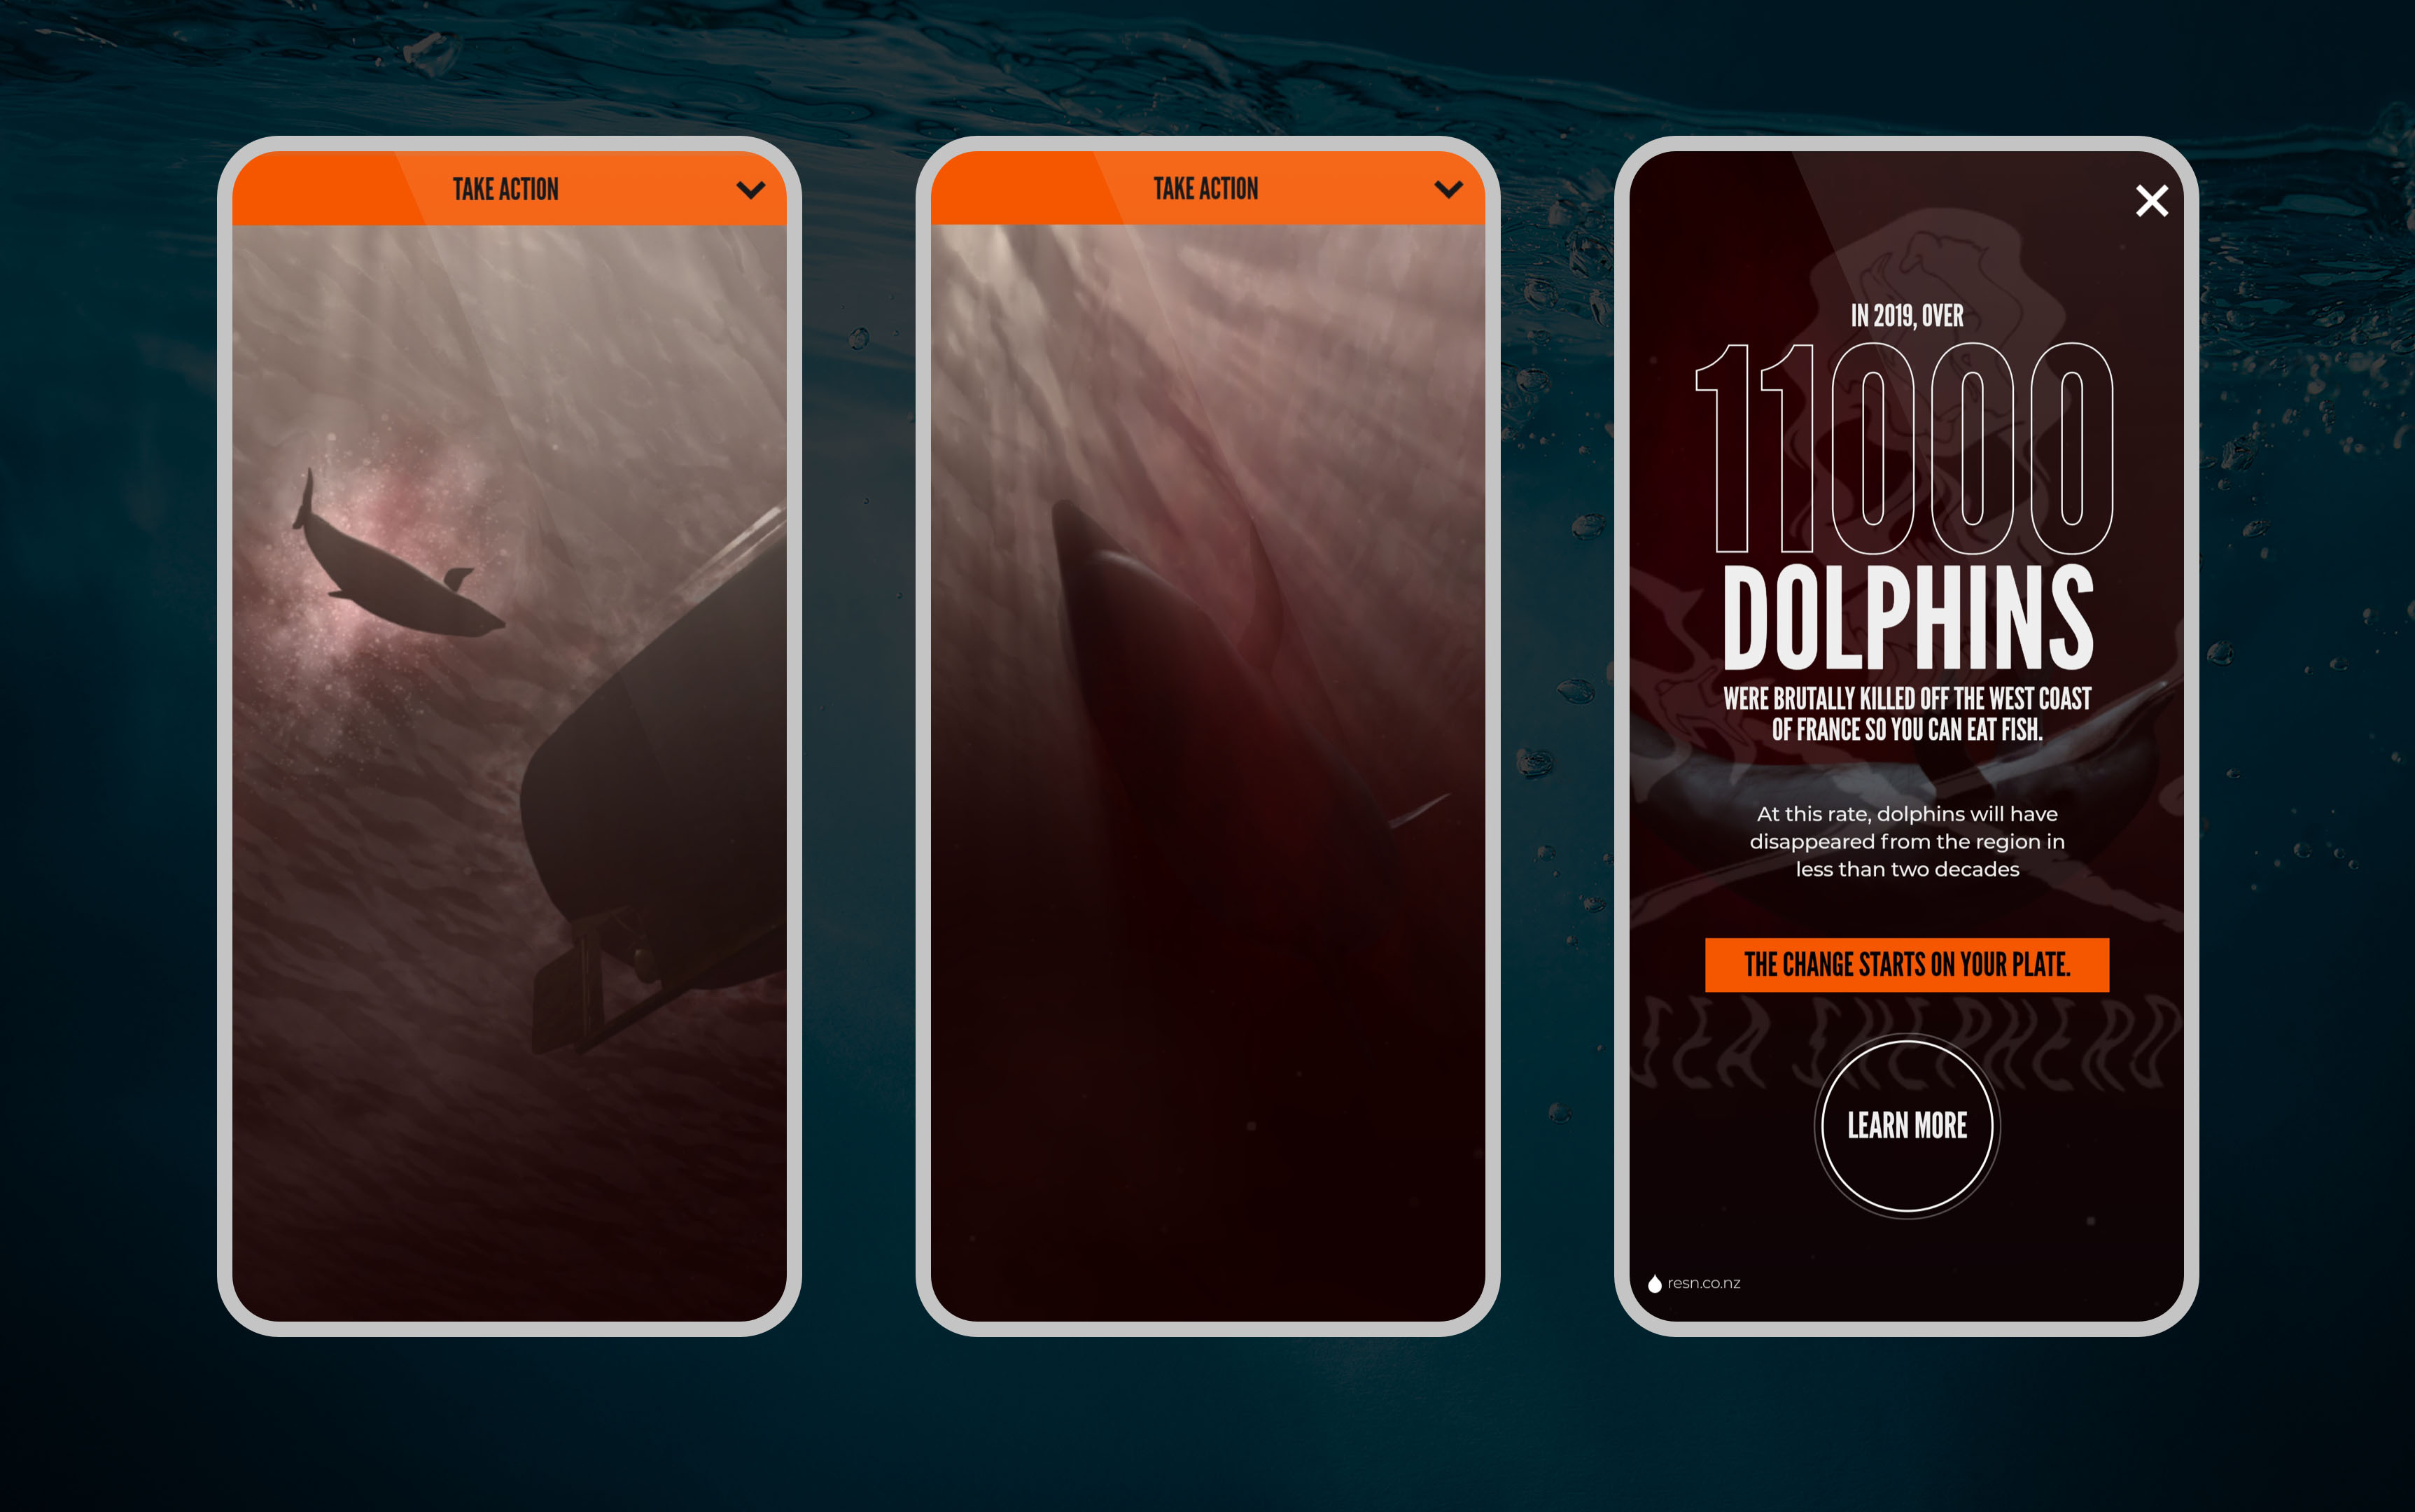 TAKE ACTION
TAKE ACTION
IN 2019, OVER
11000
DOLPHINS
WERE BRUTALLY KILLED OFF THE WEST COAST
OF FRANCE SO YOU CAN EAT FISH.
At this rate, dolphins will have
disappeared from the region in
less than two decades
THE CHANGE STARTS ON YOUR PLATE.
SEA SHEPHERD
LEARN MORE
resn.co.nz